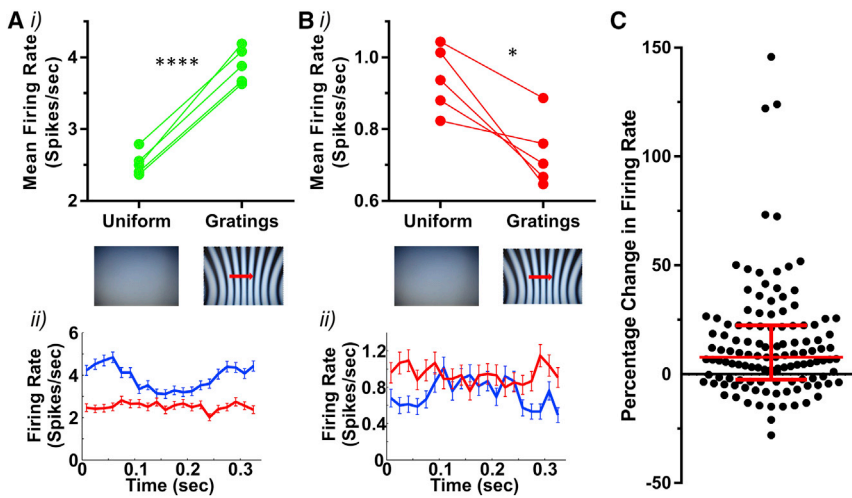 A i)
Mean Firing Rate
(Spikes/sec)
4
3
2
****
Uniform
Gratings
ii)
Firing Rate
(Spikes/sec)
6
4
2
0
0
0.1
0.2
0.3
Time (sec)
B i)
Mean Firing Rate
(Spikes/sec)
1.0
0.8
0.6
*
Uniform
Gratings
ii)
Firing Rate
(Spikes/sec)
1.2
0.8
0.4
0
0
0.1
0.2
0.3
Time (sec)
C
Percentage Change in Firing Rate
150
100
50
0
-50